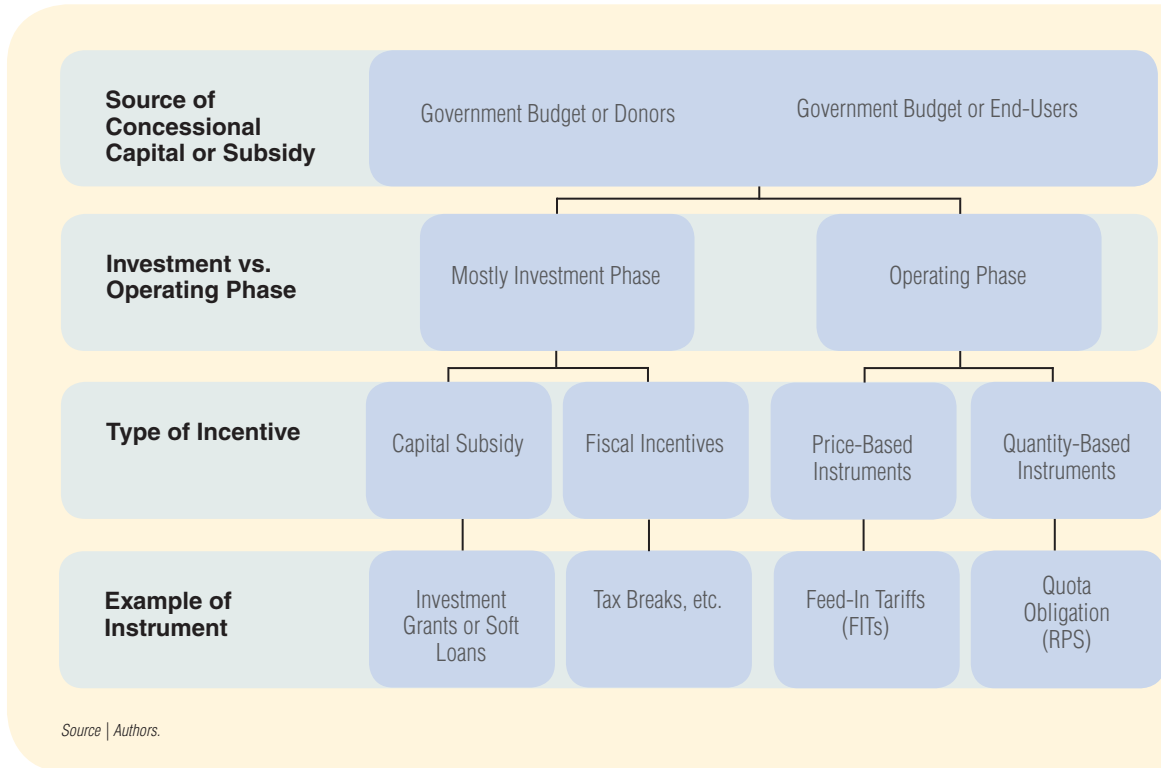 Source of
Concessional
Capital or Subsidy
Government Budget or Donors
Government Budget or End-Users
Investment vs.
Operating Phase
Mostly Investment Phase
Operating Phase
Type of Incentive
Capital Subsidy
Fiscal Incentives
Price-Based
Instruments
Quantity-Based
Instruments
Example of
Instrument
Investment
Grants or Soft
Loans
Tax Breaks, etc.
Feed-In Tariffs
(FITs)
Quota
Obligation
(RPS)
Source | Authors.